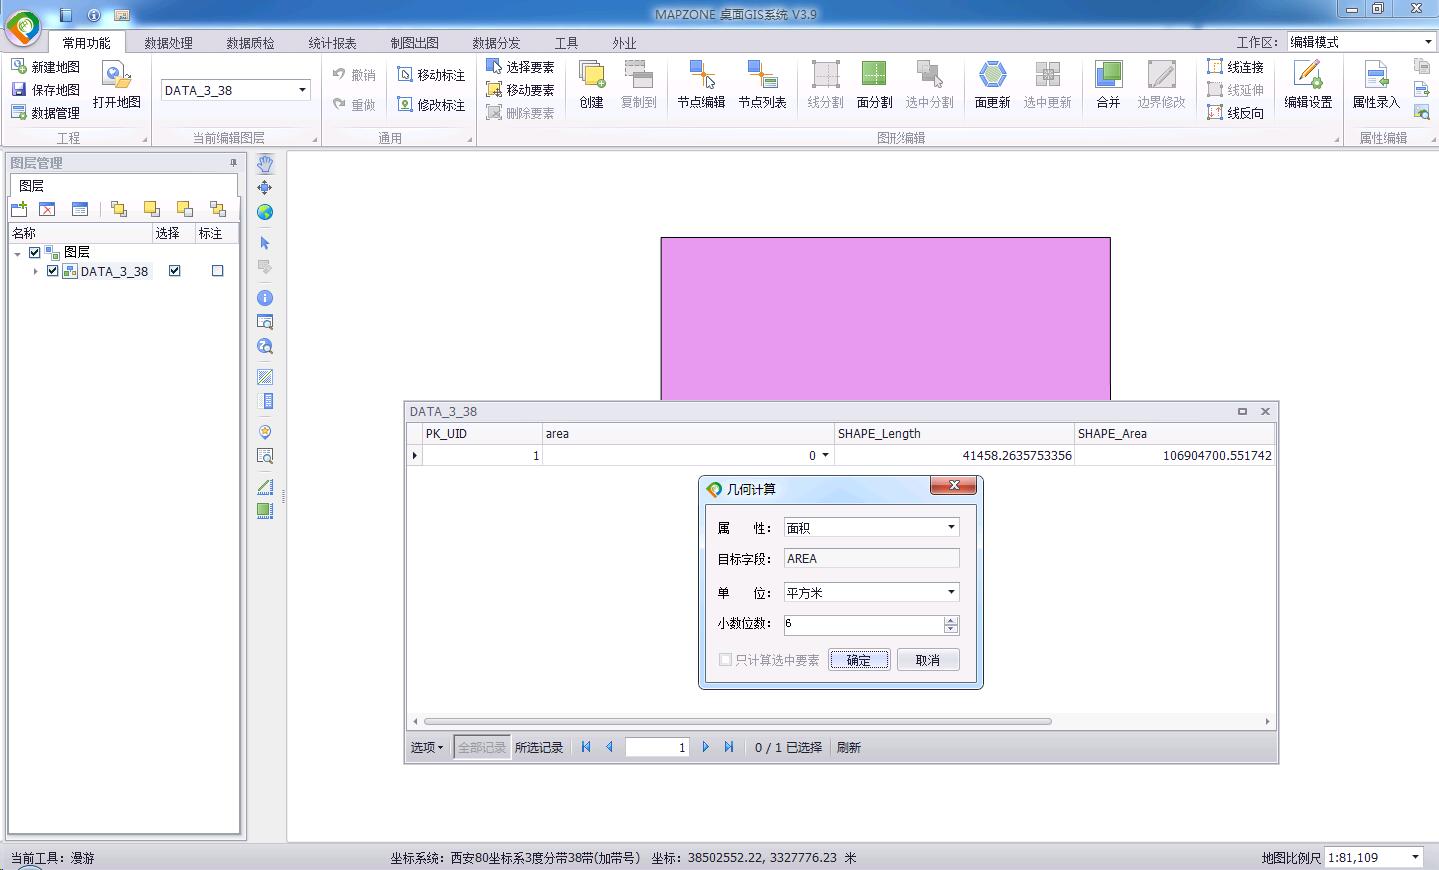 MAPZONE 桌面GIS系统 V3.9
常用功能 数据处理 数据质检 统计报表 制图出图 数据分发 工具 外业 工作区： 编辑模式
新建地图
保存地图
数据管理
打开地图
工程
DATA_3_38
当前编辑图层
撤销
重做
移动标注
修改标注
通用
选择要素
移动要素
删除要素
创建 复制到 节点编辑 节点列表 线分割 面分割 选中分割 面更新 选中更新 合并 边界修改
线连接
线延伸
线反向
编辑设置
图形编辑
属性录入
属性编辑
图层管理
图层
名称 选择 标注
图层
DATA_3_38
DATA_3_38
PK_UID area SHAPE_Length SHAPE_Area
1 0 41458.2635753356 106904700.551742
几何计算
属 性： 面积
目标字段： AREA
单 位： 平方米
小数位数： 6
只计算选中要素 确定 取消
选项 全部记录 所选记录 1 0 / 1 已选择 刷新
当前工具：漫游 坐标系统：西安80坐标系3度分带38带(加带号) 坐标：38502552.22, 3327776.23 米 地图比例尺 1:81,109